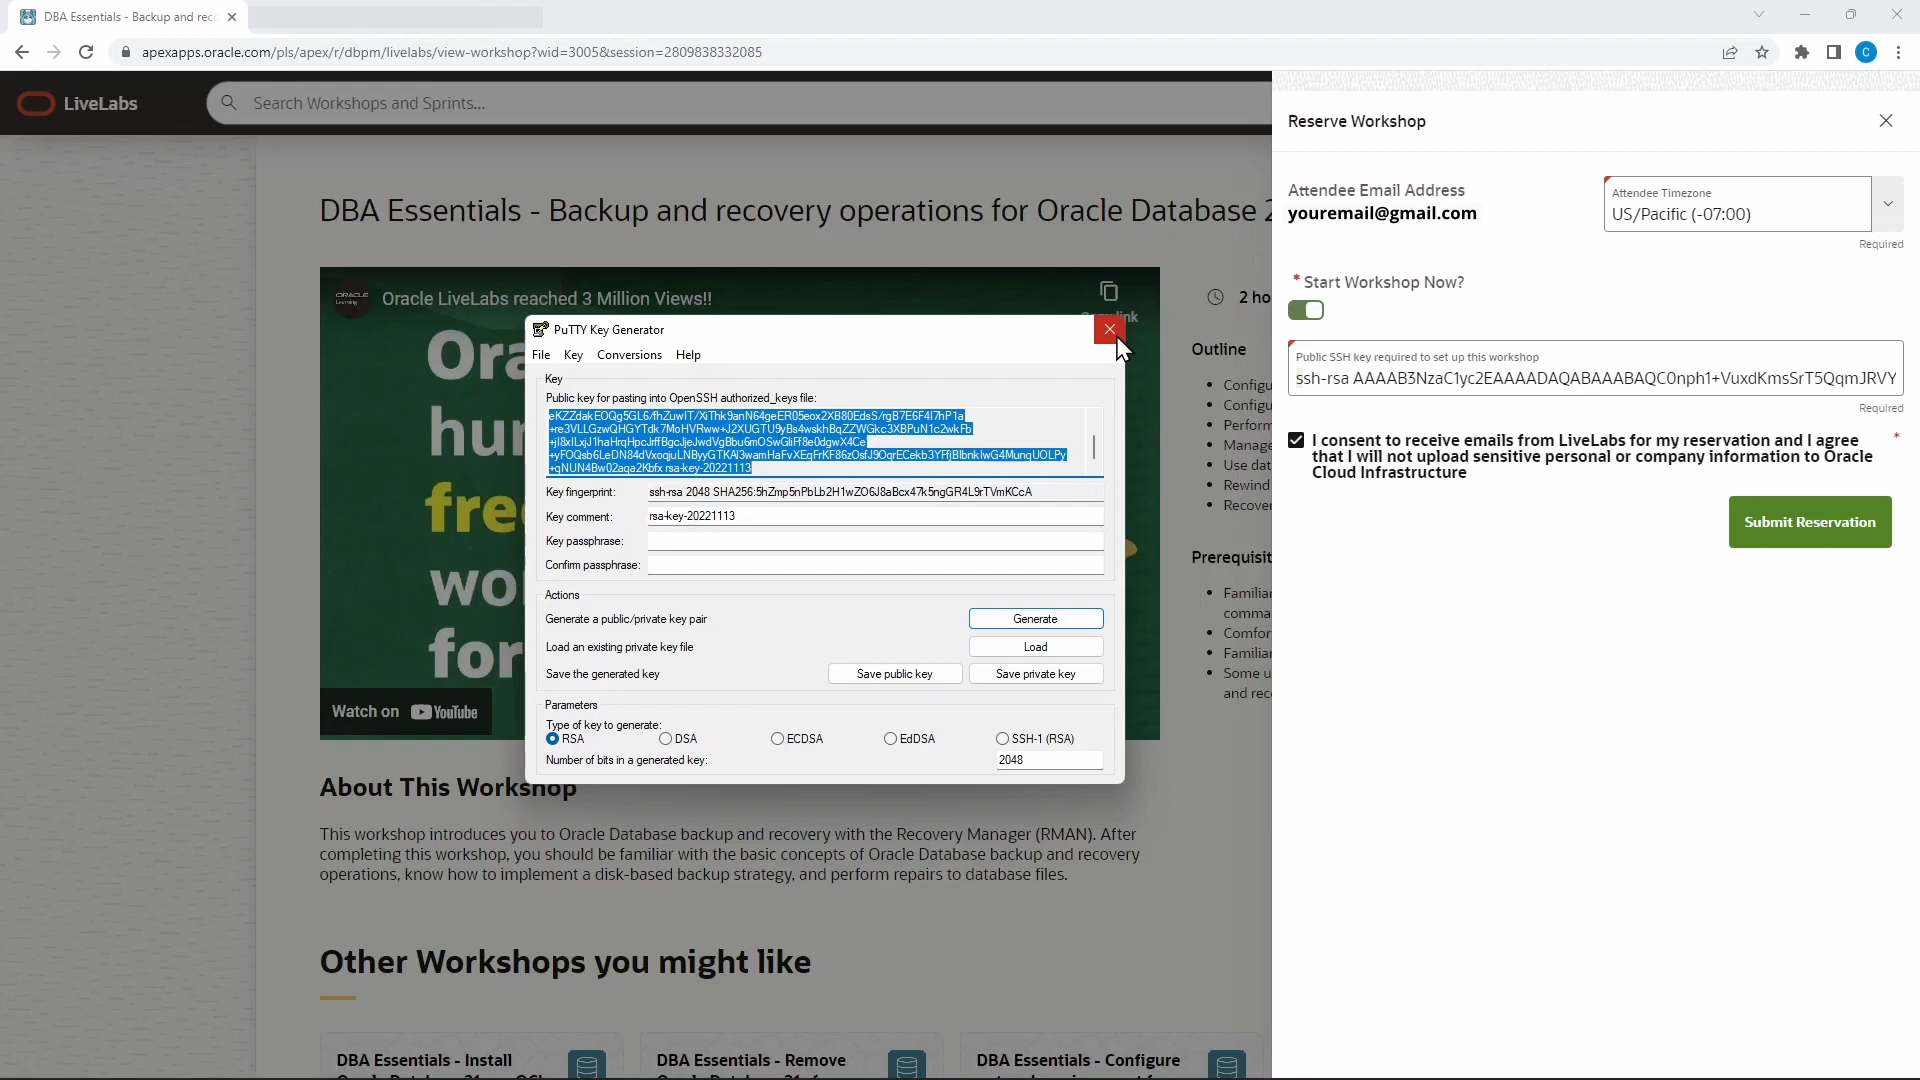 DBA Essentials - Backup and rec
apexapps.oracle.com/pls/apex/r/dbpm/livelabs/view-workshop?wid=3005&session=2809838332085
C
LiveLabs
Search Workshops and Sprints...
DBA Essentials - Backup and recovery operations for Oracle Database 2
ORACLE
Learning
Oracle LiveLabs reached 3 Million Views!!
Ora
hun
fre
wo
for
Watch on YouTube
2 ho
Outline
Configu
Configu
Perform
Manage
Use dat
Rewind
Recover
Prerequisit
Familiar
comma
Comfor
Familiar
Some u
and reco
PuTTY Key Generator
File Key Conversions Help
Key
Public key for pasting into OpenSSH authorized_keys file:
+qNUN4Bw02aqa2Kbfx rsa-key-20221113
Key fingerprint: ssh-rsa 2048 SHA256:5hZmp5nPbLb2H1wZO6J8aBcx47k5ngGR4L9rTVmKCcA
Key comment: rsa-key-20221113
Key passphrase:
Confirm passphrase:
Actions
Generate a public/private key pair Generate
Load an existing private key file Load
Save the generated key Save public key Save private key
Parameters
Type of key to generate:
RSA DSA ECDSA EdDSA SSH-1 (RSA)
Number of bits in a generated key: 2048
About This Workshop
This workshop introduces you to Oracle Database backup and recovery with the Recovery Manager (RMAN). After
completing this workshop, you should be familiar with the basic concepts of Oracle Database backup and recovery
operations, know how to implement a disk-based backup strategy, and perform repairs to database files.
Other Workshops you might like
DBA Essentials - Install
DBA Essentials - Remove
DBA Essentials - Configure
Reserve Workshop
Attendee Email Address
youremail@gmail.com
Attendee Timezone
US/Pacific (-07:00)
Required
* Start Workshop Now?
Public SSH key required to set up this workshop
ssh-rsa AAAAB3NzaC1yc2EAAAADAQABAAABAQC0nph1+VuxdKmsSrT5QqmJRVY
Required
I consent to receive emails from LiveLabs for my reservation and I agree *
that I will not upload sensitive personal or company information to Oracle
Cloud Infrastructure
Submit Reservation